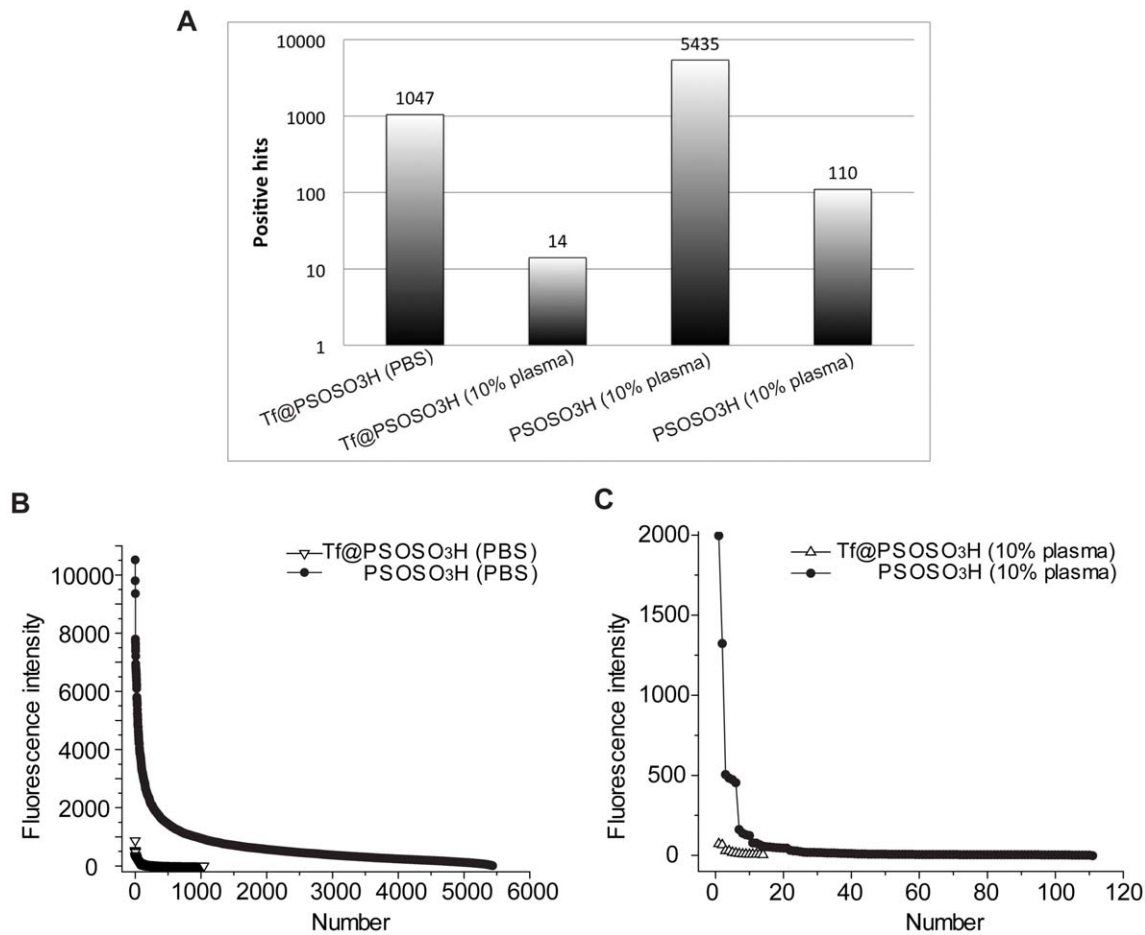 A
10000
1000
100
10
1
Positive hits
1047
14
5435
110
Tf@PSOSO3H (PBS)
Tf@PSOSO3H (10% plasma)
PSOSO3H (10% plasma)
PSOSO3H (10% plasma)
B
Tf@PSOSO₃H (PBS)
PSOSO₃H (PBS)
Fluorescence intensity
10000
8000
6000
4000
2000
0
0 1000 2000 3000 4000 5000 6000
Number
C
Tf@PSOSO₃H (10% plasma)
PSOSO₃H (10% plasma)
Fluorescence intensity
2000
1500
1000
500
0
0 20 40 60 80 100 120
Number